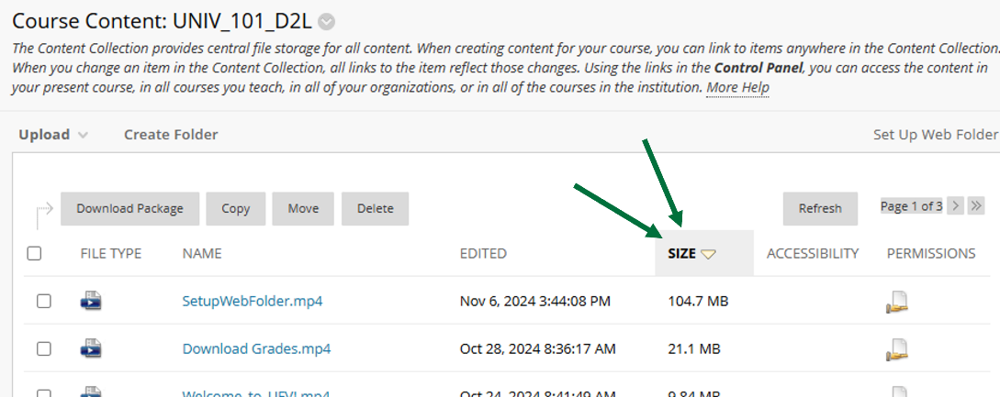 Course Content: UNIV_101_D2L
The Content Collection provides central file storage for all content. When creating content for your course, you can link to items anywhere in the Content Collection.
When you change an item in the Content Collection, all links to the item reflect those changes. Using the links in the Control Panel, you can access the content in
your present course, in all courses you teach, in all of your organizations, or in all of the courses in the institution. More Help
Upload Create Folder Set Up Web Folder
Download Package Copy Move Delete Refresh Page 1 of 3
FILE TYPE NAME EDITED SIZE ACCESSIBILITY PERMISSIONS
SetupWebFolder.mp4 Nov 6, 2024 3:44:08 PM 104.7 MB
Download Grades.mp4 Oct 28, 2024 8:36:17 AM 21.1 MB
Welcome_to_UFV!.mp4 Oct 24, 2024 8:41:49 AM 9.84 MB